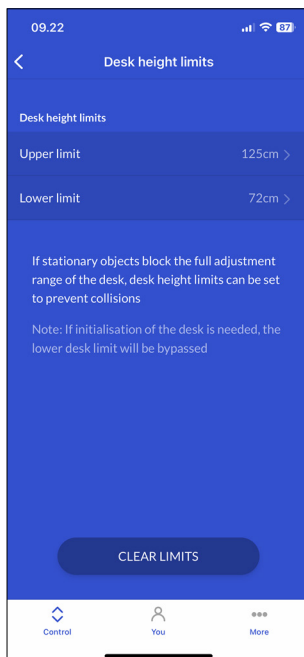 09.22 87
Desk height limits
Desk height limits
Upper limit 125cm
Lower limit 72cm
If stationary objects block the full adjustment
range of the desk, desk height limits can be set
to prevent collisions
Note: If initialisation of the desk is needed, the
lower desk limit will be bypassed
CLEAR LIMITS
Control You More